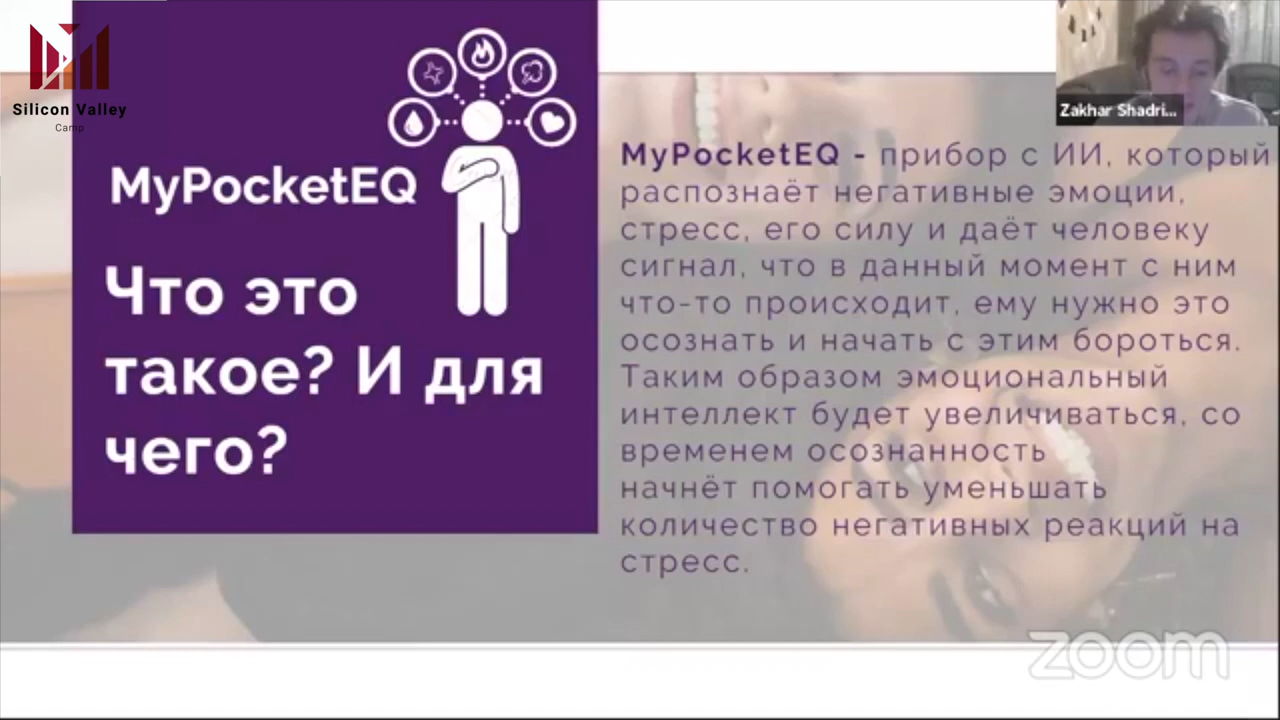 Silicon Valley
Camp
MyPocketEQ
Что это
такое? И для
чего?
Zakhar Shadri...
MyPocketEQ - прибор с ИИ, который
распознаёт негативные эмоции,
стресс, его силу и даёт человеку
сигнал, что в данный момент с ним
что-то происходит, ему нужно это
осознать и начать с этим бороться.
Таким образом эмоциональный
интеллект будет увеличиваться, со
временем осознанность
начнёт помогать уменьшать
количество негативных реакций на
стресс.
zoom